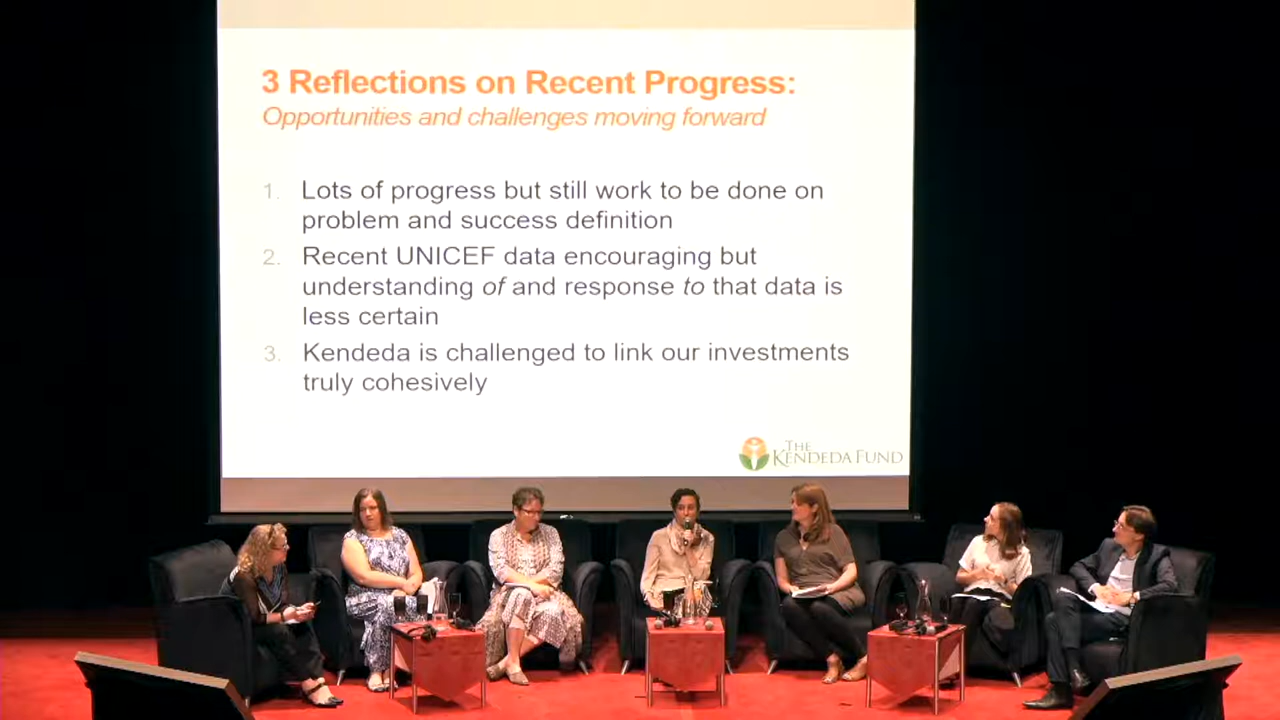 3 Reflections on Recent Progress:
Opportunities and challenges moving forward
1. Lots of progress but still work to be done on
problem and success definition
2. Recent UNICEF data encouraging but
understanding of and response to that data is
less certain
3. Kendeda is challenged to link our investments
truly cohesively
THE
KENDEDA FUND